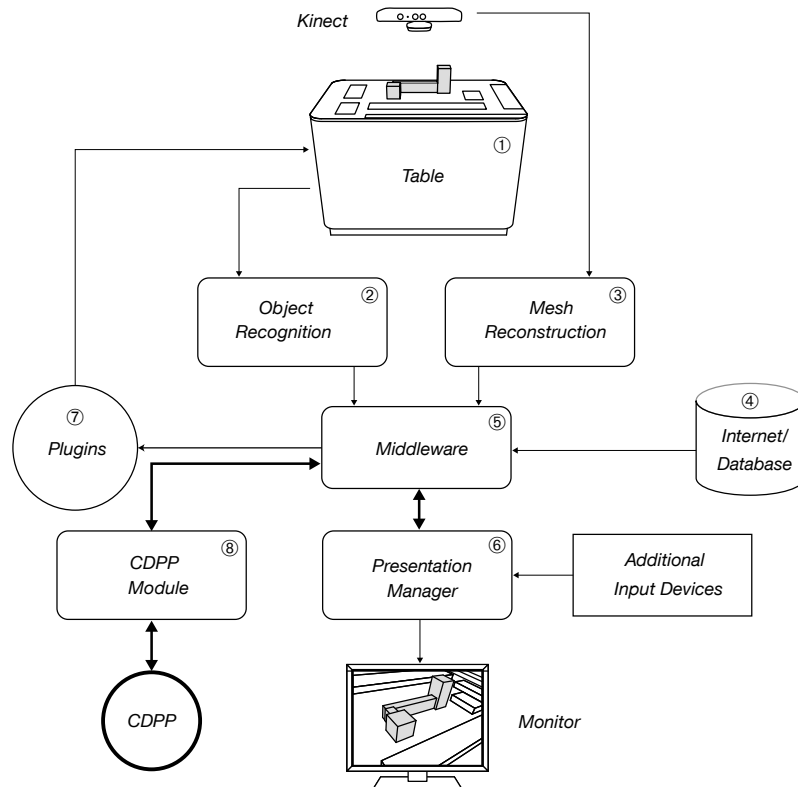 Kinect
①
Table
②
Object
Recognition
③
Mesh
Reconstruction
④
Internet/
Database
⑤
Middleware
⑦
Plugins
⑧
CDPP
Module
⑥
Presentation
Manager
Additional
Input Devices
CDPP
Monitor